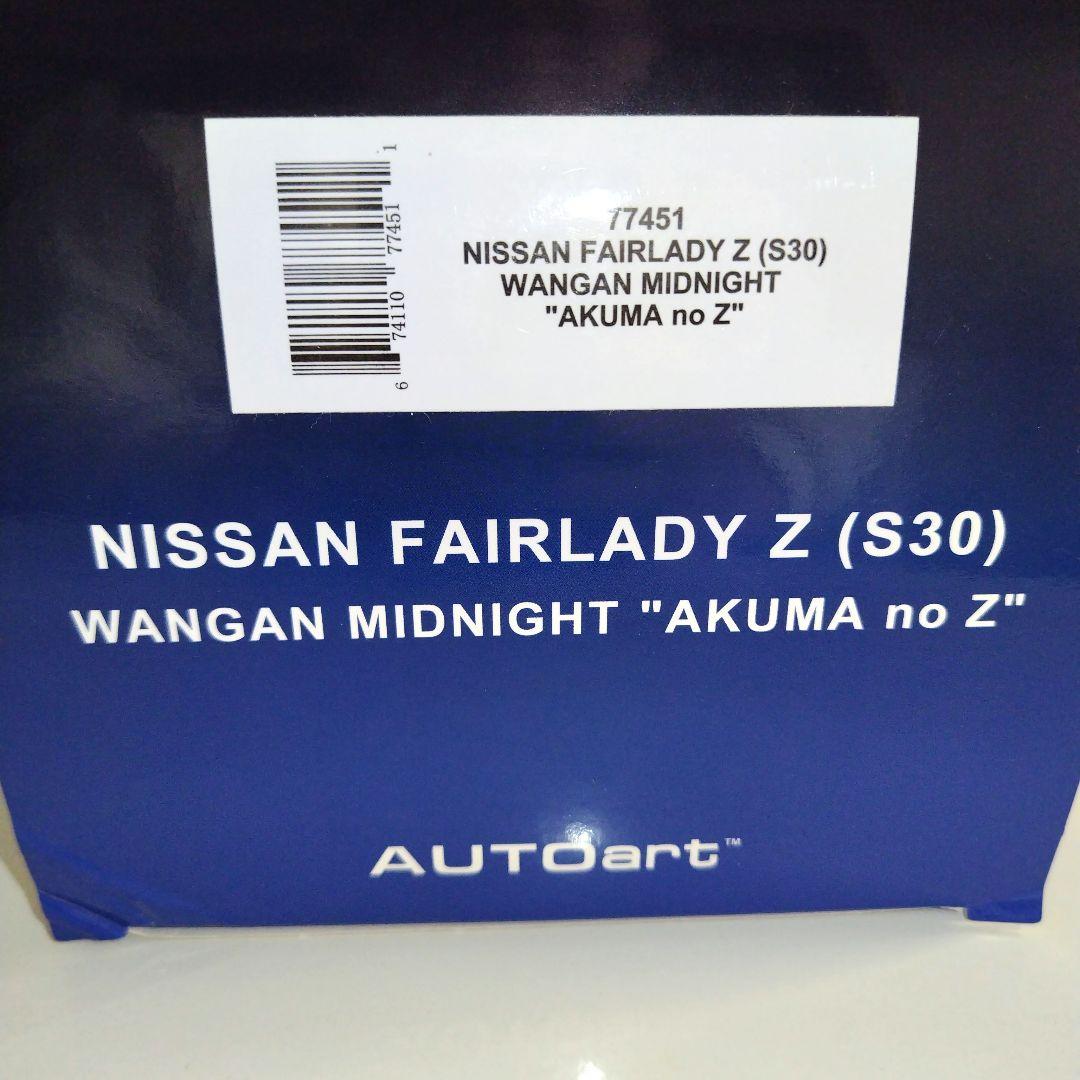 6 74110 77451 1
77451
NISSAN FAIRLADY Z (S30)
WANGAN MIDNIGHT
"AKUMA no Z"
NISSAN FAIRLADY Z (S30)
WANGAN MIDNIGHT "AKUMA no Z"
AUTOart™